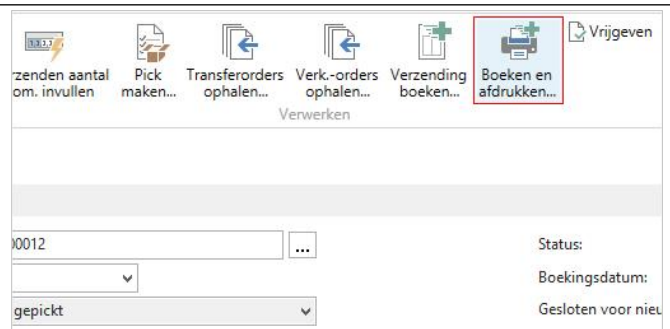 Vrijgeven
rzenden aantal Pick Transferorders Verk.-orders Verzending Boeken en
om. invullen maken... ophalen... ophalen... boeken... afdrukken...
Verwerken
00012 ... Status:
Boekingsdatum:
gepickt Gesloten voor nieu